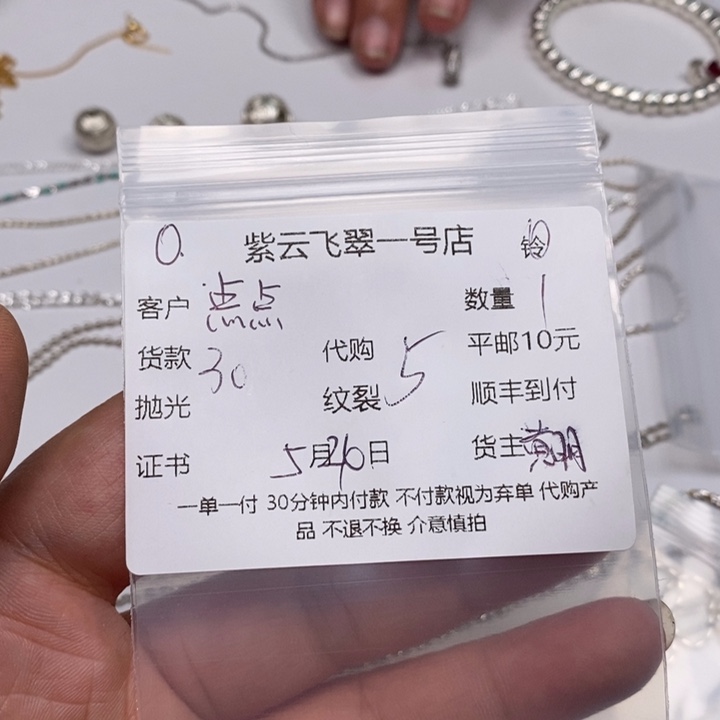 0. 紫云飞翠一号店 铃
客户 点点 数量 1
货款 30 代购 5 平邮10元
抛光 纹裂 顺丰到付
证书 5月26日 货主
一单一付 30分钟内付款 不付款视为弃单 代购产
品 不退不换 介意慎拍